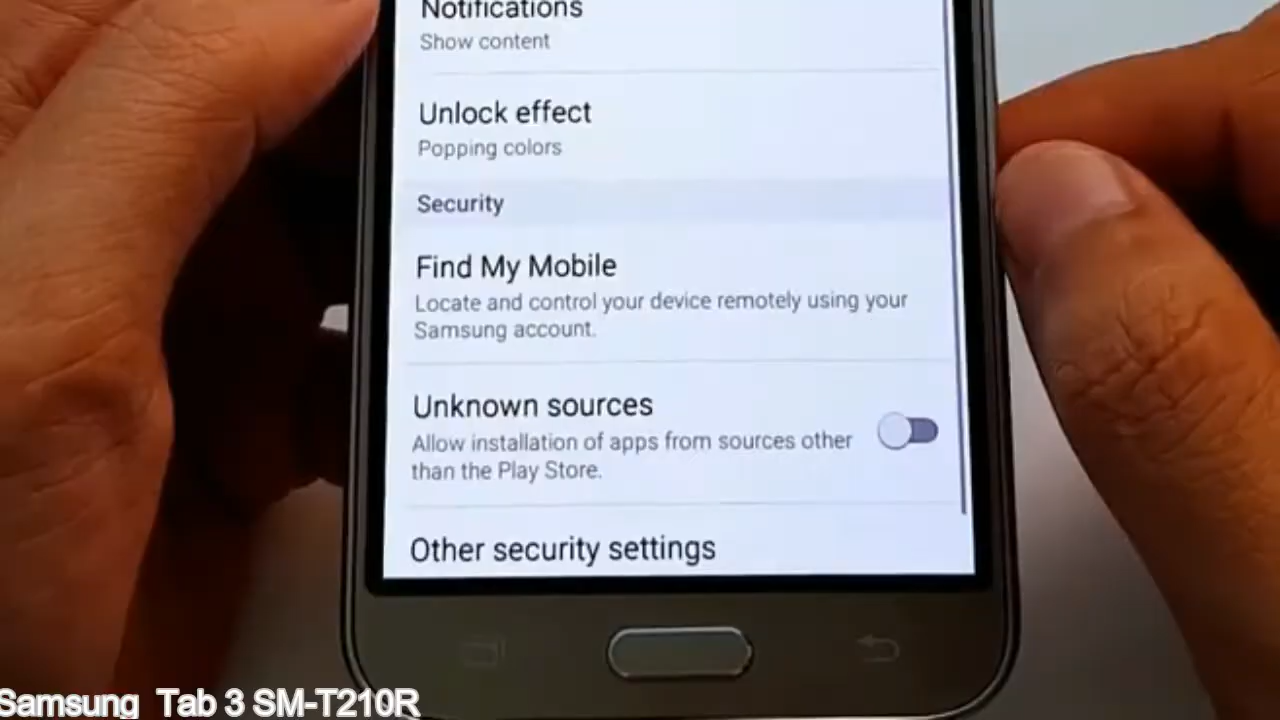 Notifications
Show content
Unlock effect
Popping colors
Security
Find My Mobile
Locate and control your device remotely using your
Samsung account.
Unknown sources
Allow installation of apps from sources other
than the Play Store.
Other security settings
Samsung Tab 3 SM-T210R